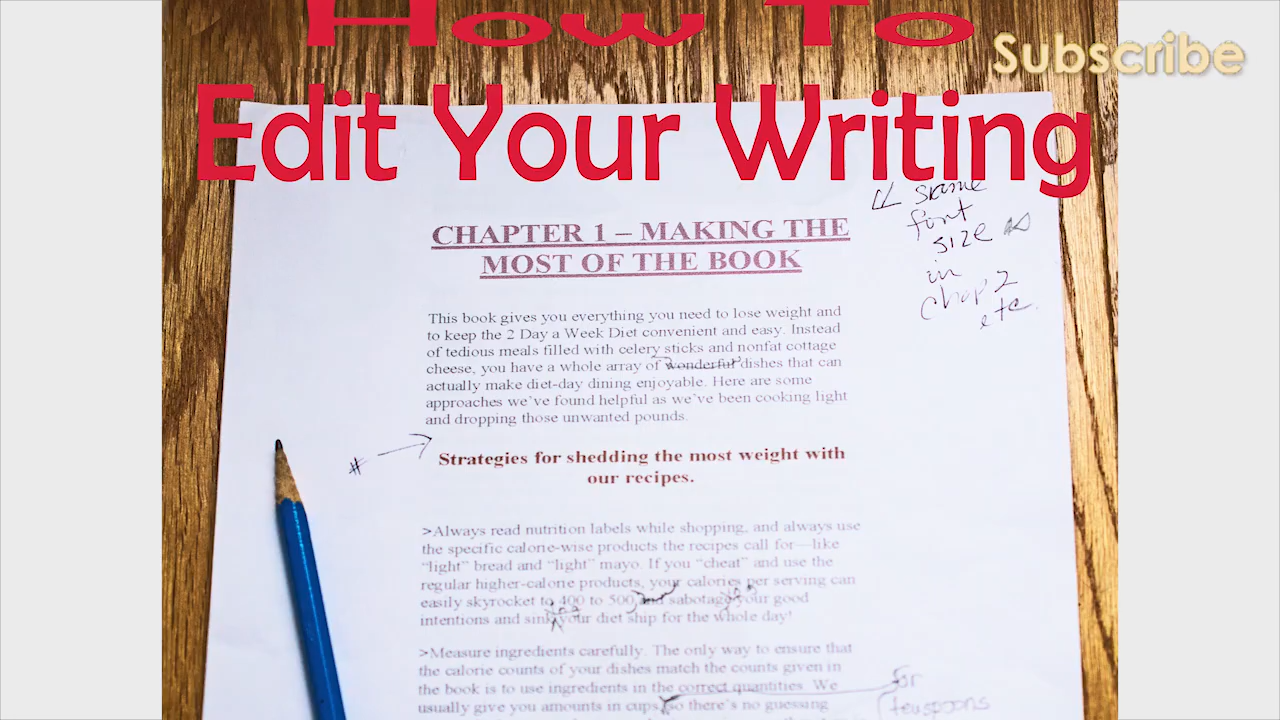 How To
Subscribe
Edit Your Writing
same
font
size as
in
Chap 2
etc.
CHAPTER 1 – MAKING THE
MOST OF THE BOOK
This book gives you everything you need to lose weight and
to keep the 2 Day a Week Diet convenient and easy. Instead
of tedious meals filled with celery sticks and nonfat cottage
cheese, you have a whole array of wonderful dishes that can
actually make diet-day dining enjoyable. Here are some
approaches we’ve found helpful as we’ve been cooking light
and dropping those unwanted pounds.
#
Strategies for shedding the most weight with
our recipes.
>Always read nutrition labels while shopping, and always use
the specific calorie-wise products the recipes call for—like
“light” bread and “light” mayo. If you “cheat” and use the
regular higher-calorie products, your calories per serving can
easily skyrocket to 400 to 500 and sabotage your good
intentions and sink your diet ship for the whole day!
>Measure ingredients carefully. The only way to ensure that
the calorie counts of your dishes match the counts given in
the book is to use ingredients in the correct quantities. We
usually give you amounts in cups so there’s no guessing
or
teaspoons